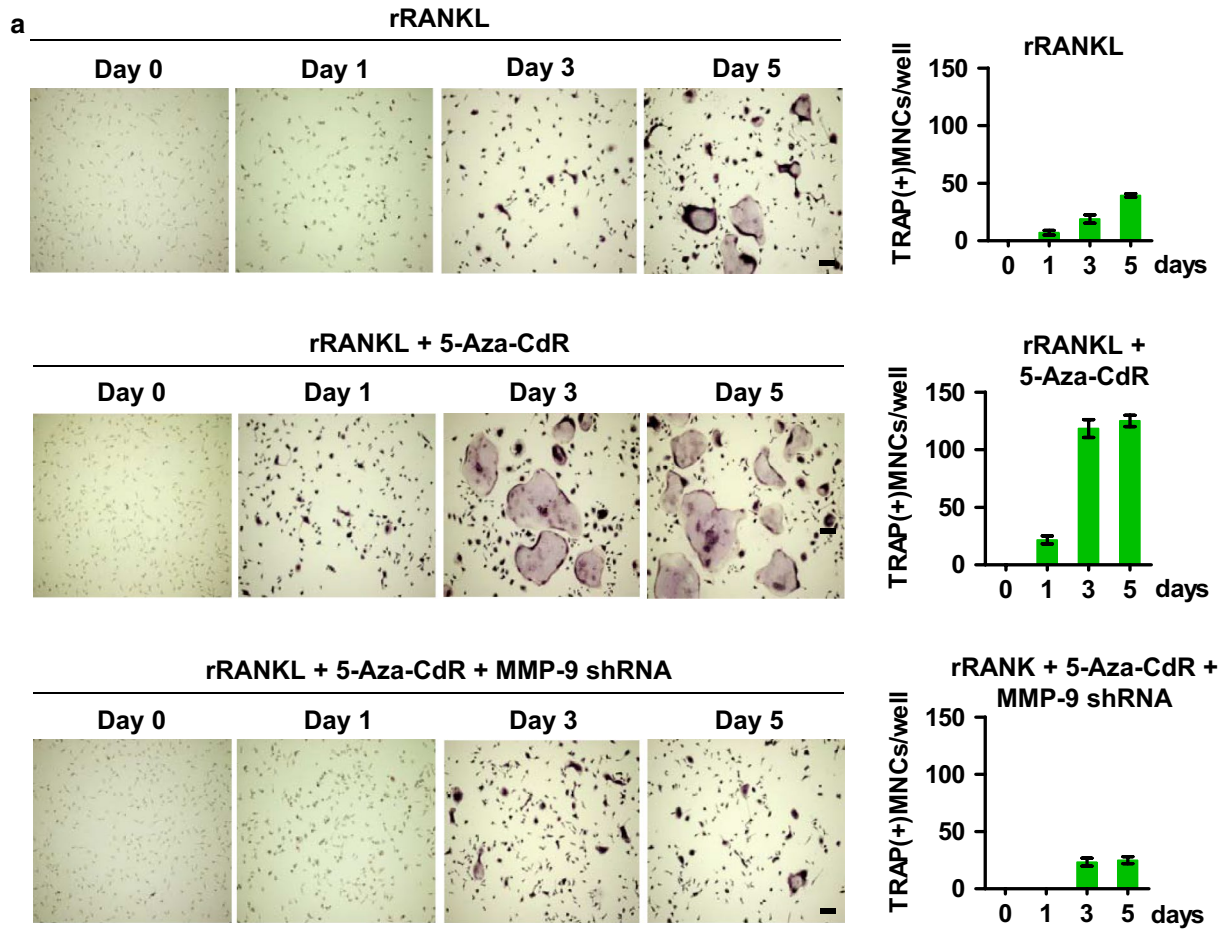 a
rRANKL
Day 0 Day 1 Day 3 Day 5
rRANKL
TRAP(+)MNCs/well
150
100
50
0
0 1 3 5 days
rRANKL + 5-Aza-CdR
Day 0 Day 1 Day 3 Day 5
rRANKL +
5-Aza-CdR
TRAP(+)MNCs/well
150
100
50
0
0 1 3 5 days
rRANKL + 5-Aza-CdR + MMP-9 shRNA
Day 0 Day 1 Day 3 Day 5
rRANK + 5-Aza-CdR +
MMP-9 shRNA
TRAP(+)MNCs/well
150
100
50
0
0 1 3 5 days